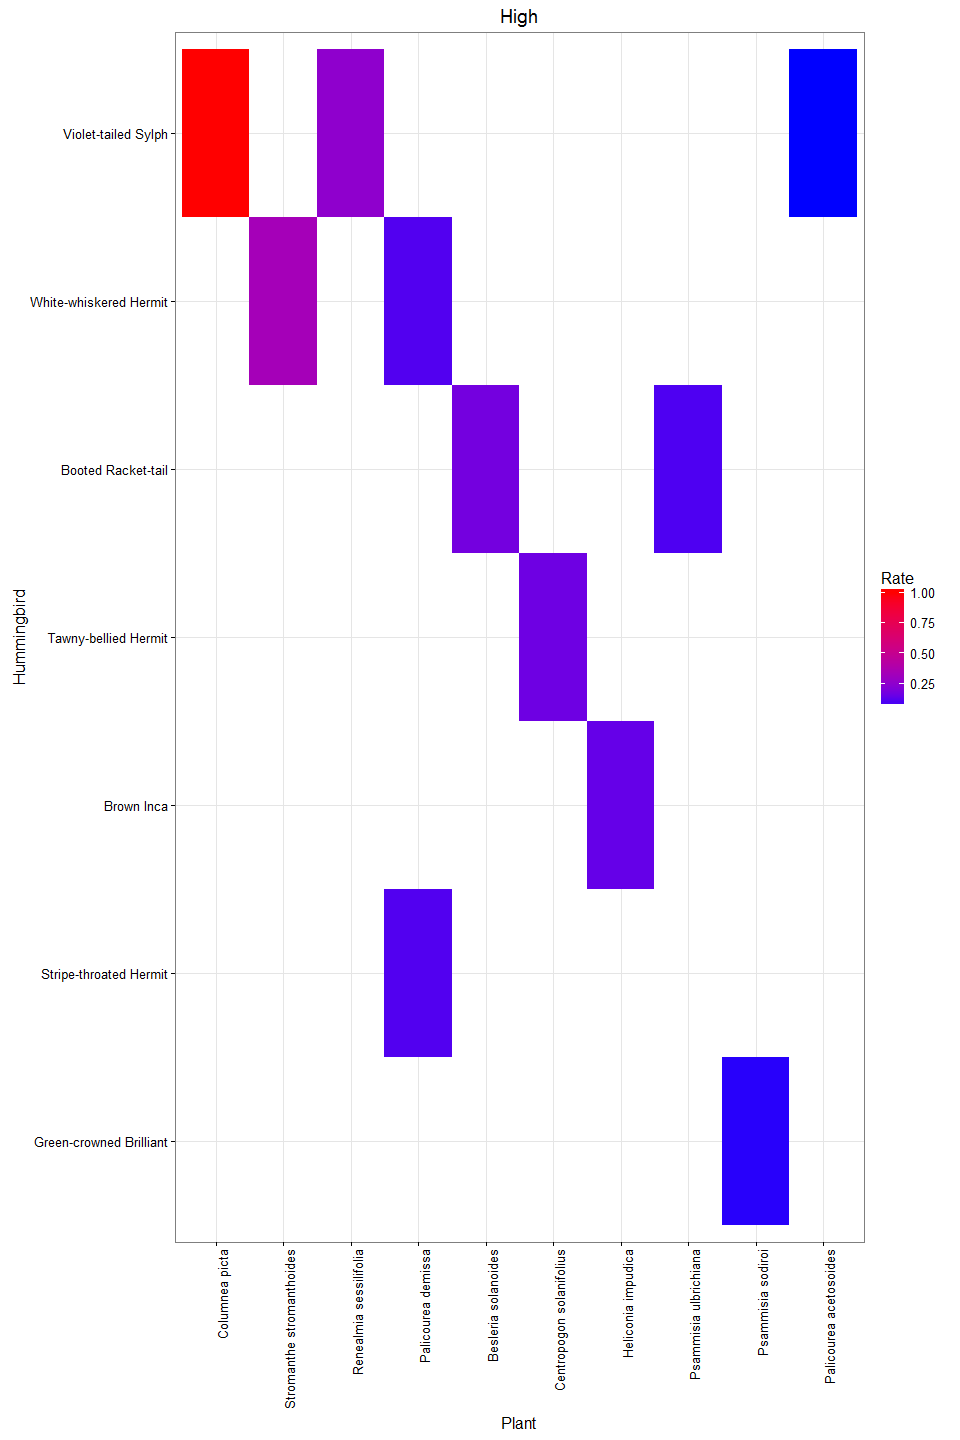 High
Violet-tailed Sylph
White-whiskered Hermit
Booted Racket-tail
Tawny-bellied Hermit
Brown Inca
Stripe-throated Hermit
Green-crowned Brilliant
Hummingbird
Columnea picta
Stromanthe stromanthoides
Renealmia sessilifolia
Palicourea demissa
Besleria solanoides
Centropogon solanifolius
Heliconia impudica
Psammisia ulbrichiana
Psammisia sodiroi
Palicourea acetosoides
Plant
Rate
1.00
0.75
0.50
0.25